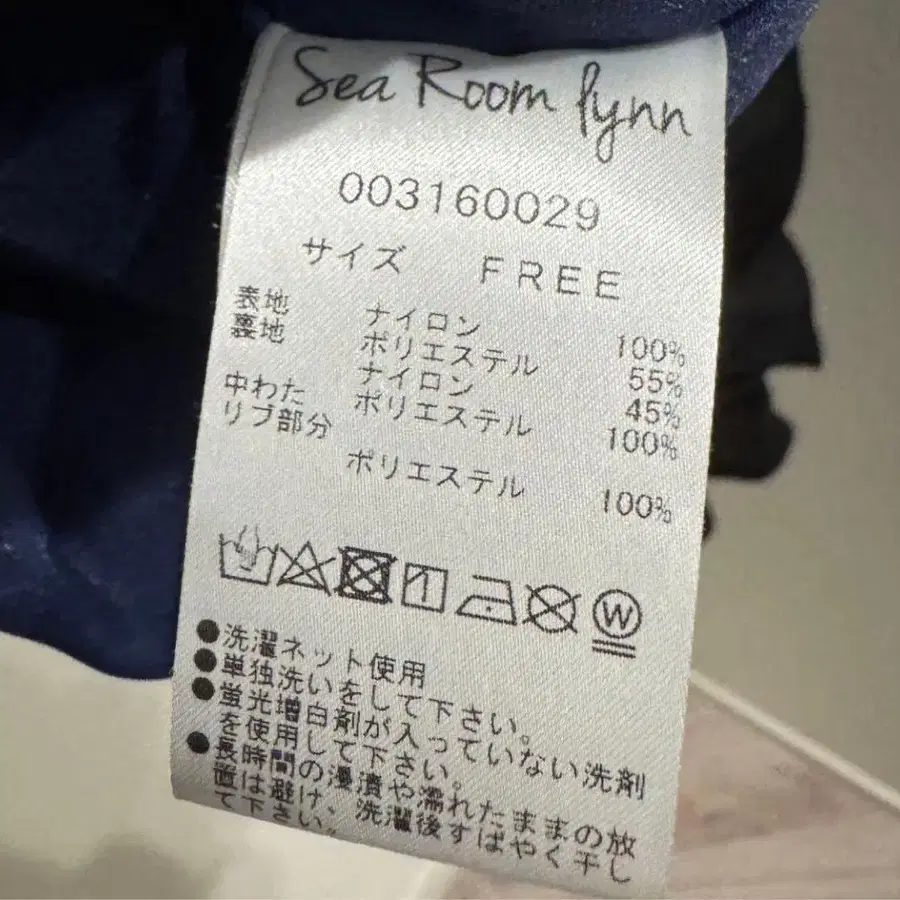 Sea Room lynn
003160029
サイズ FREE
表地 ナイロン 100%
裏地 ポリエステル 55%
ナイロン 45%
中わた ポリエステル 100%
リブ部分
ポリエステル 100%
W
●洗濯ネット使用
●単独洗いをして下さい。
●蛍光増白剤が入っていない洗剤
を使用して下さい。
●長時間の浸漬や濡れたままの放
置は避け、洗濯後すばやく干し
て下さい。